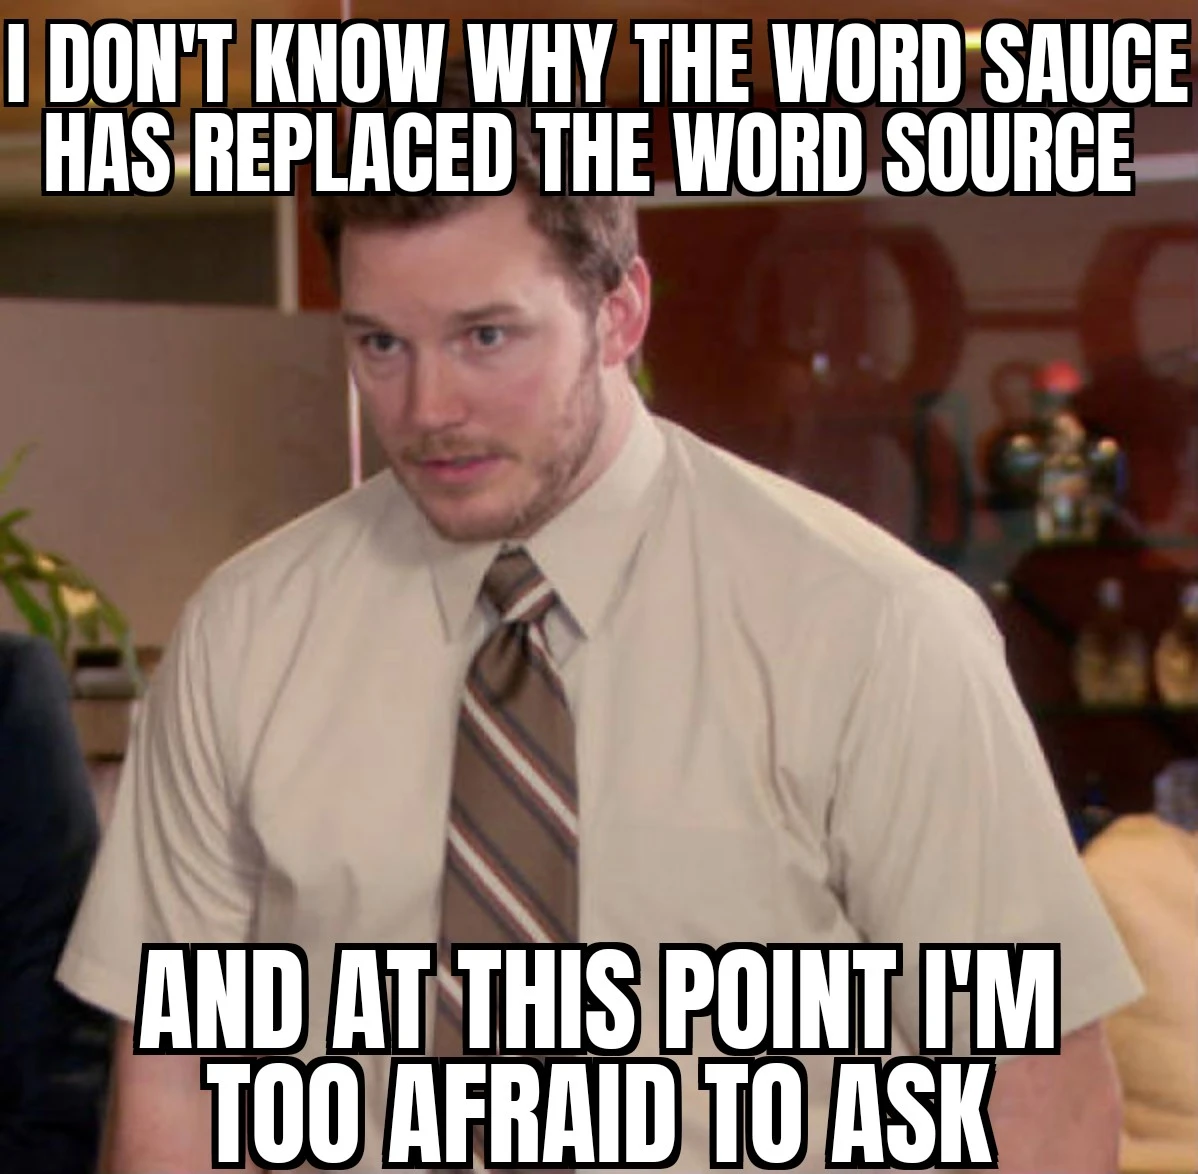 I DON'T KNOW WHY THE WORD SAUCE
HAS REPLACED THE WORD SOURCE
AND AT THIS POINT I'M
TOO AFRAID TO ASK